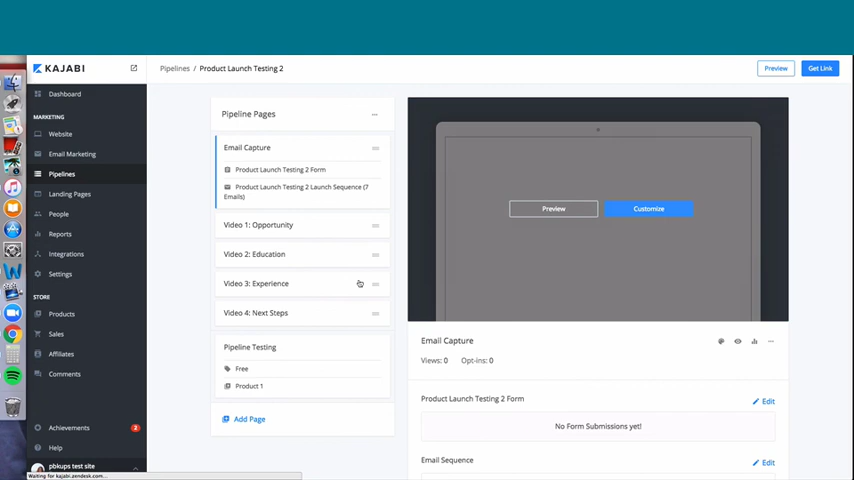 KAJABI
Pipelines / Product Launch Testing 2
Preview
Get Link
Dashboard
MARKETING
Website
Email Marketing
Pipelines
Landing Pages
People
Reports
Integrations
Settings
STORE
Products
Sales
Affiliates
Comments
Achievements
2
Help
pbkups test site
Waiting for kajabi.zendesk.com...
Pipeline Pages
Email Capture
Product Launch Testing 2 Form
Product Launch Testing 2 Launch Sequence (7
Emails)
Video 1: Opportunity
Video 2: Education
Video 3: Experience
Video 4: Next Steps
Pipeline Testing
Free
Product 1
Add Page
Preview
Customize
Email Capture
Views: 0 Opt-ins: 0
Product Launch Testing 2 Form
Edit
No Form Submissions yet!
Email Sequence
Edit